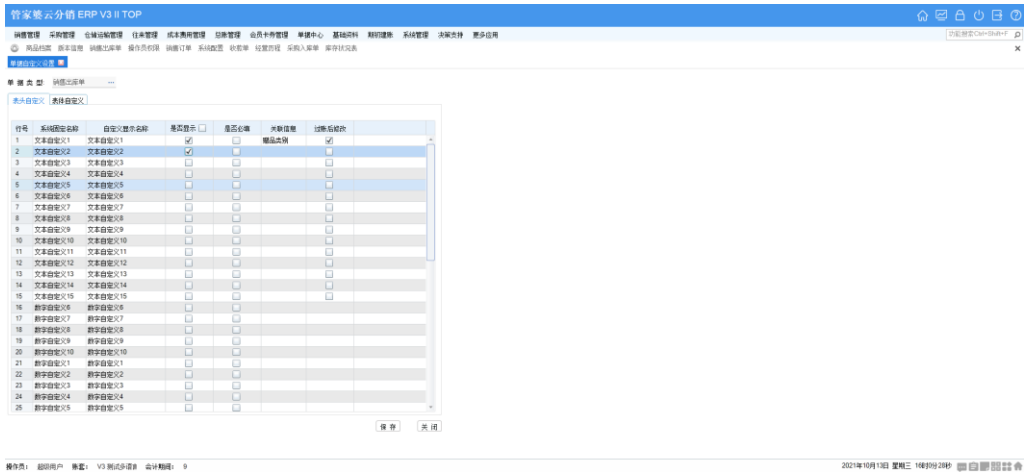 管家婆云分销 ERP V3 II TOP
销售管理 采购管理 仓储运输管理 往来管理 成本费用管理 总账管理 会员卡券管理 单据中心 基础资料 期初建账 系统管理 决策支持 更多应用
功能搜索Ctrl+Shift+F
商品档案 版本信息 销售出库单 操作员权限 销售订单 系统配置 收款单 经营历程 采购入库单 库存状况表
单据自定义设置
单据类型 销售出库单 ...
表头自定义 表体自定义
行号 系统固定名称 自定义显示名称 是否显示 是否必填 关联信息 过账后修改
1 文本自定义1 文本自定义1 赠品类别
2 文本自定义2 文本自定义2
3 文本自定义3 文本自定义3
4 文本自定义4 文本自定义4
5 文本自定义5 文本自定义5
6 文本自定义6 文本自定义6
7 文本自定义7 文本自定义7
8 文本自定义8 文本自定义8
9 文本自定义9 文本自定义9
10 文本自定义10 文本自定义10
11 文本自定义11 文本自定义11
12 文本自定义12 文本自定义12
13 文本自定义13 文本自定义13
14 文本自定义14 文本自定义14
15 文本自定义15 文本自定义15
16 数字自定义6 数字自定义6
17 数字自定义7 数字自定义7
18 数字自定义8 数字自定义8
19 数字自定义9 数字自定义9
20 数字自定义10 数字自定义10
21 数字自定义1 数字自定义1
22 数字自定义2 数字自定义2
23 数字自定义3 数字自定义3
24 数字自定义4 数字自定义4
25 数字自定义5 数字自定义5
保存 关闭
操作员： 超级用户 账套： V3 测试多语言 会计期间： 9
2021年10月13日 星期三 16时0分28秒